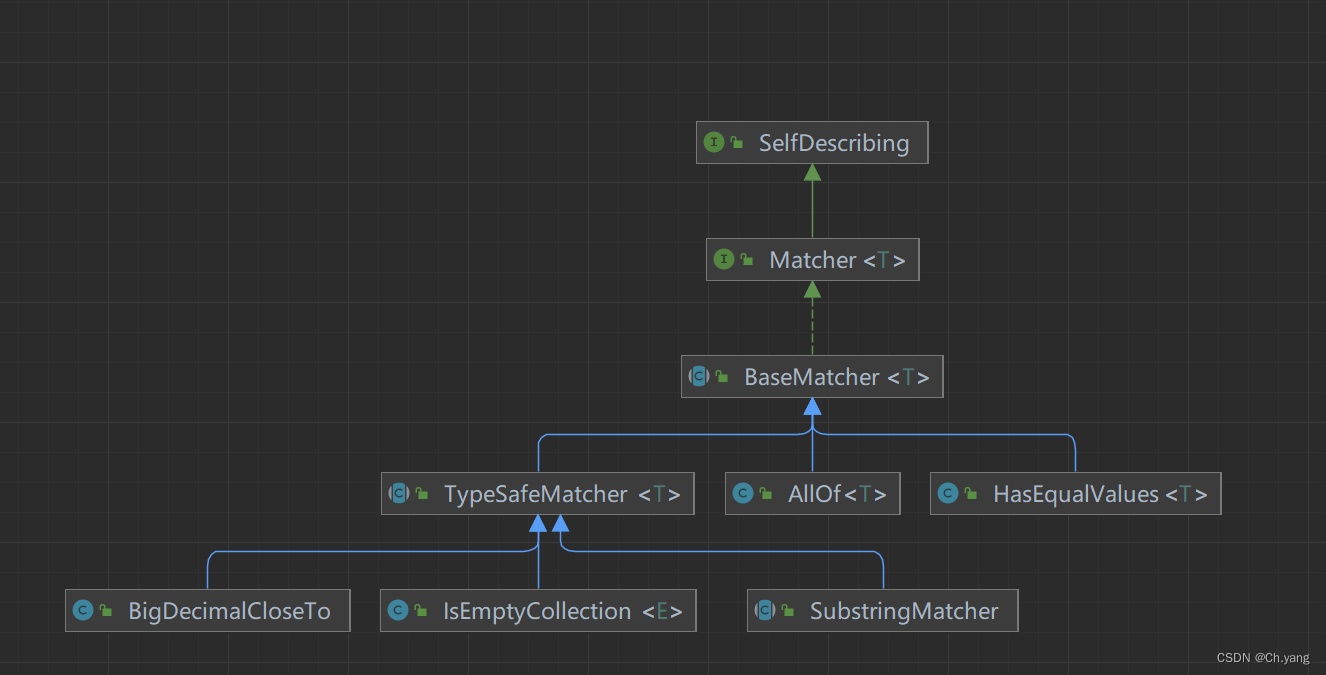 I SelfDescribing
I Matcher <T>
C BaseMatcher <T>
C TypeSafeMatcher <T>
C AllOf<T>
C HasEqualValues <T>
C BigDecimalCloseTo
C IsEmptyCollection <E>
C SubstringMatcher
CSDN @Ch.yang